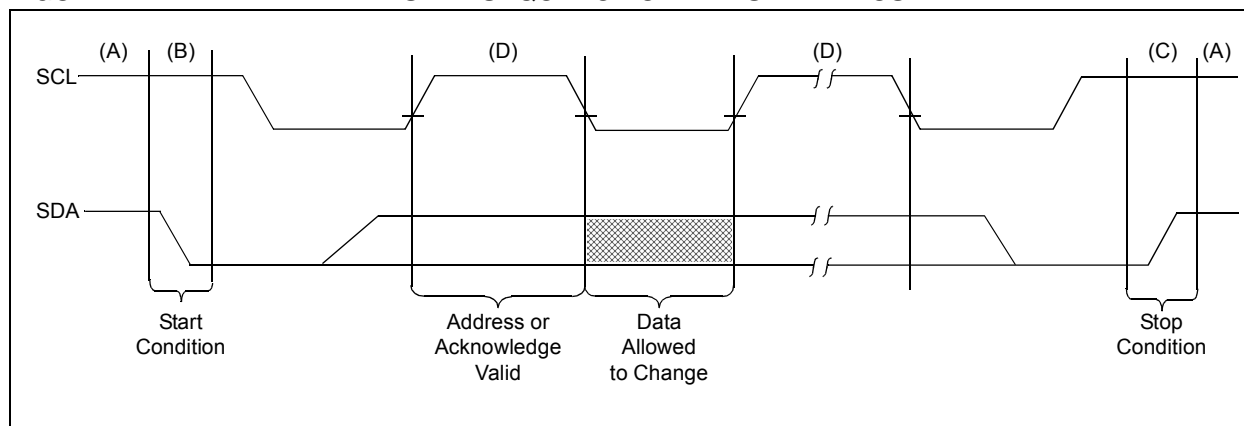 (A) (B) (D) (D) (C) (A)
SCL
SDA
Start
Condition
Address or
Acknowledge
Valid
Data
Allowed
to Change
Stop
Condition